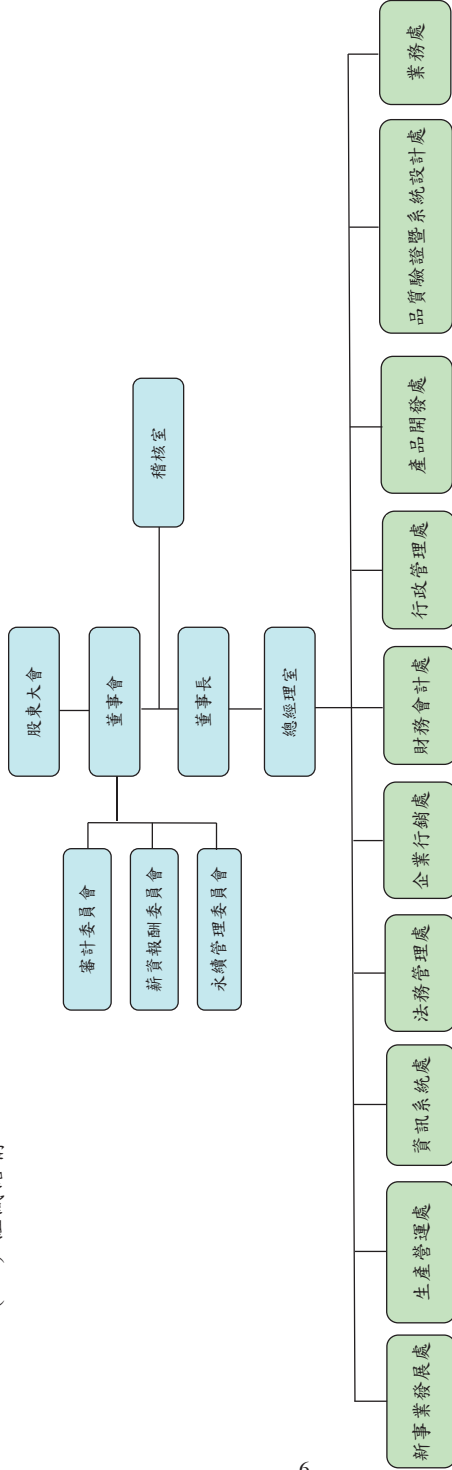 股東大會
董事會
稽核室
董事長
總經理室
審計委員會
薪資報酬委員會
永續管理委員會
新事業發展處
生產營運處
資訊系統處
法務管理處
企業行銷處
財務會計處
行政管理處
產品開發處
品質驗證暨系統設計處
業務處
6